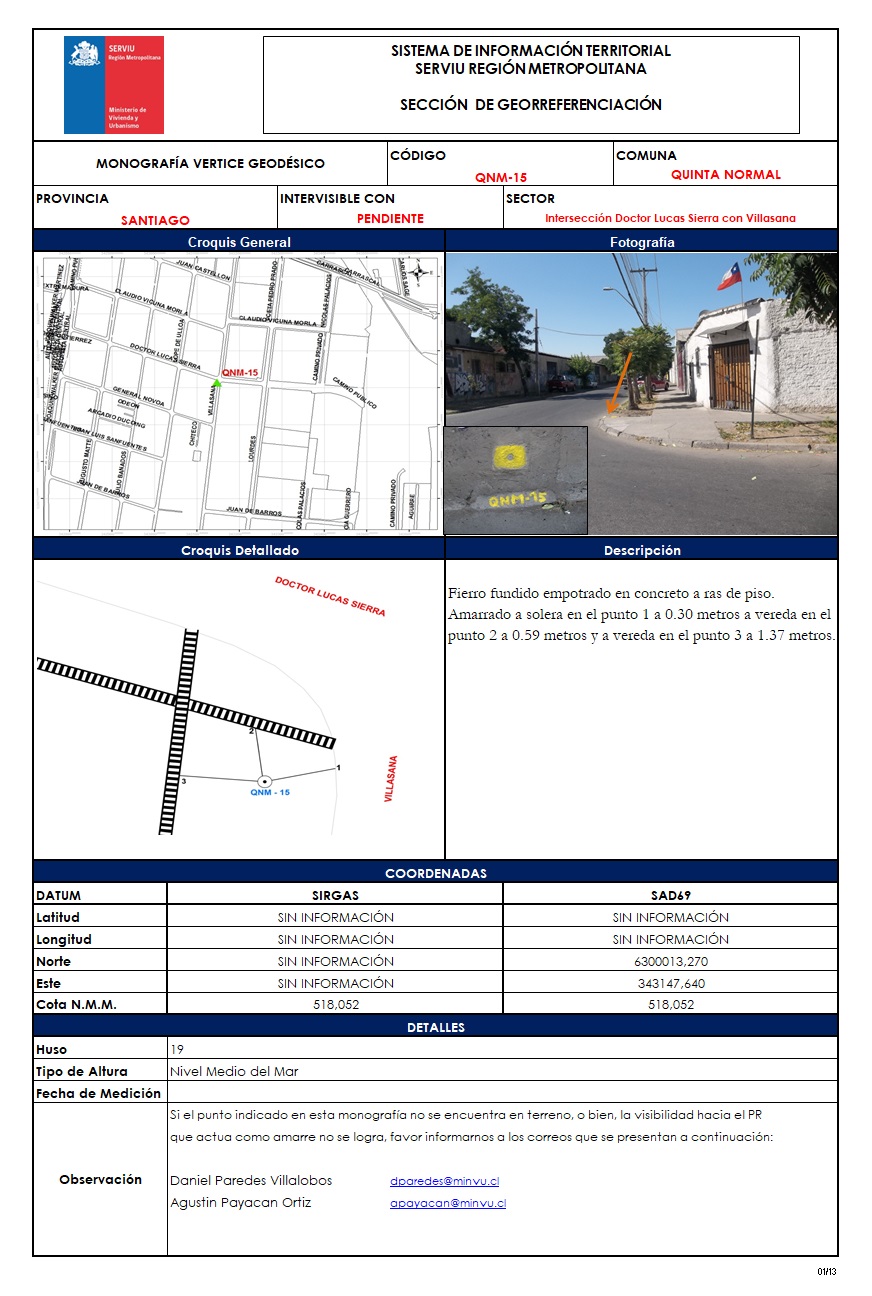 SERVIU
Región Metropolitana
Ministerio de
Vivienda y
Urbanismo
SISTEMA DE INFORMACIÓN TERRITORIAL
SERVIU REGIÓN METROPOLITANA
SECCIÓN DE GEORREFERENCIACIÓN
MONOGRAFÍA VERTICE GEODÉSICO
CÓDIGO
QNM-15
COMUNA
QUINTA NORMAL
PROVINCIA
SANTIAGO
INTERVISIBLE CON
PENDIENTE
SECTOR
Intersección Doctor Lucas Sierra con Villasana
Croquis General
Fotografía
JUAN CASTELLON
CARRASCAL
CARRASCAL
CLAUDIO VIGUNA MORLA
CLAUDIO VIGUNA MORLA
NICOLAS PALACIOS
DOCTOR LUCAS SIERRA
QNM-15
VILLASANA
CAMINO PRIVADO
CAMINO PUBLICO
GENERAL NOVOA
ODEON
ARCADIO DUCOING
JUAN LUIS SANFUENTES
CHITECO
LOURDES
JUAN DE BARROS
JUAN DE BARROS
CAMINO PRIVADO
AGUIRRE
QNM-15
Croquis Detallado
Descripción
DOCTOR LUCAS SIERRA
2
1
3
QNM - 15
VILLASANA
Fierro fundido empotrado en concreto a ras de piso.
Amarrado a solera en el punto 1 a 0.30 metros a vereda en el
punto 2 a 0.59 metros y a vereda en el punto 3 a 1.37 metros.
COORDENADAS
DATUM SIRGAS SAD69
Latitud SIN INFORMACIÓN SIN INFORMACIÓN
Longitud SIN INFORMACIÓN SIN INFORMACIÓN
Norte SIN INFORMACIÓN 6300013,270
Este SIN INFORMACIÓN 343147,640
Cota N.M.M. 518,052 518,052
DETALLES
Huso 19
Tipo de Altura Nivel Medio del Mar
Fecha de Medición
Observación
Si el punto indicado en esta monografía no se encuentra en terreno, o bien, la visibilidad hacia el PR
que actua como amarre no se logra, favor informarnos a los correos que se presentan a continuación:
Daniel Paredes Villalobos dparedes@minvu.cl
Agustin Payacan Ortiz apayacan@minvu.cl
01/13